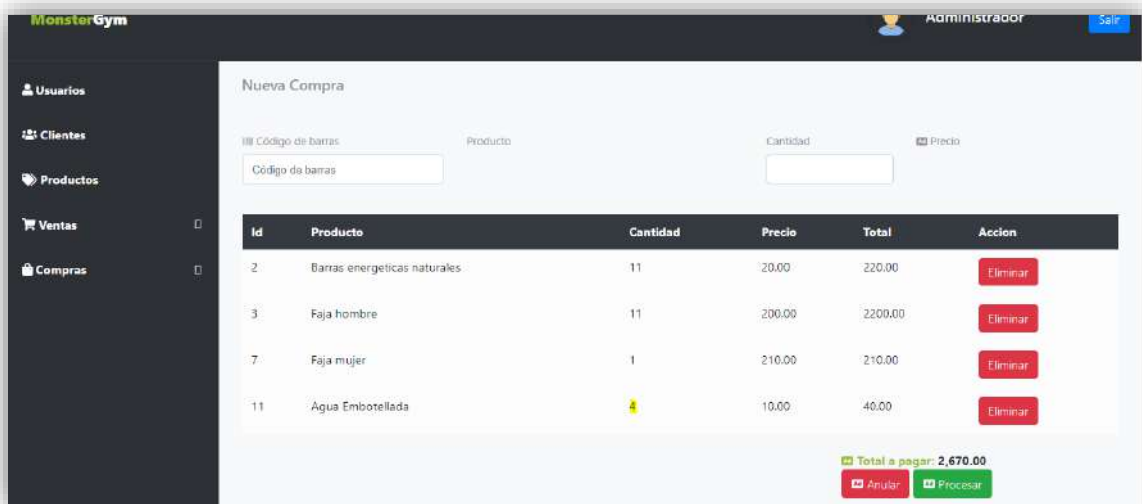 MonsterGym Administrador Salir
Usuarios
Clientes
Productos
Ventas
Compras
Nueva Compra
Código de barras Producto Cantidad Precio
Código de barras
Id Producto Cantidad Precio Total Accion
2 Barras energeticas naturales 11 20.00 220.00 Eliminar
3 Faja hombre 11 200.00 2200.00 Eliminar
7 Faja mujer 1 210.00 210.00 Eliminar
11 Agua Embotellada 4 10.00 40.00 Eliminar
Total a pagar: 2,670.00
Anular Procesar